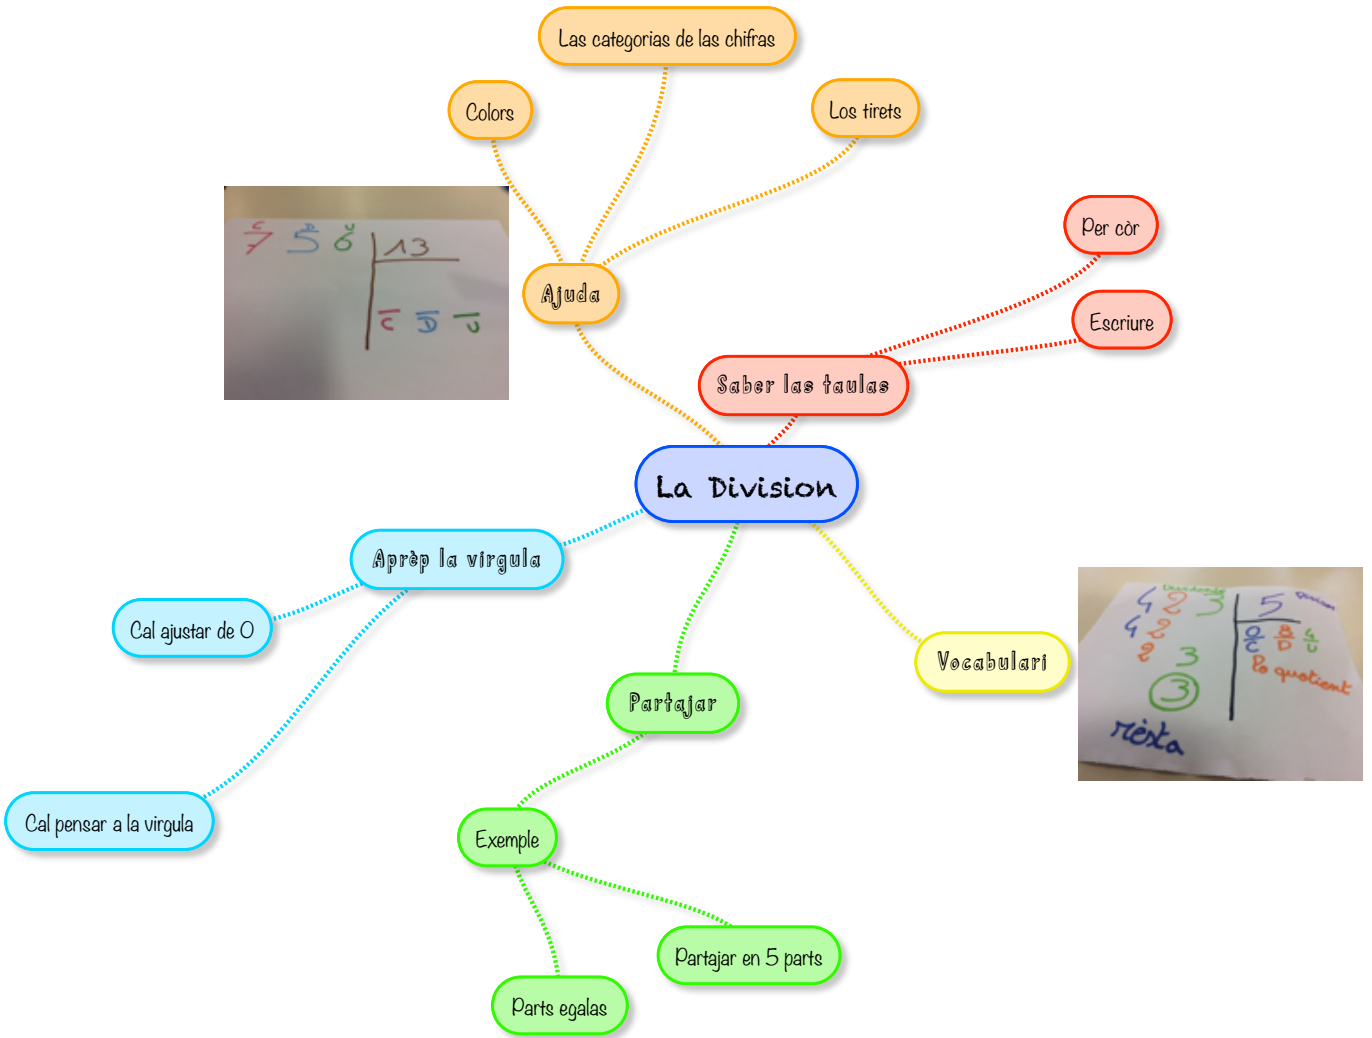 Las categorias de las chifras
Colors
Los tirets
Per còr
Escriure
Ajuda
Saber las taulas
La Division
Aprèp la virgula
Cal ajustar de 0
Cal pensar a la virgula
Partajar
Exemple
Partajar en 5 parts
Parts egalas
Vocabulari
C D U
7 5 6 13
C D U
Dividende
4 2 3 5
4 2 0 8 4
C D U
2 3
quotient
3
rèsta